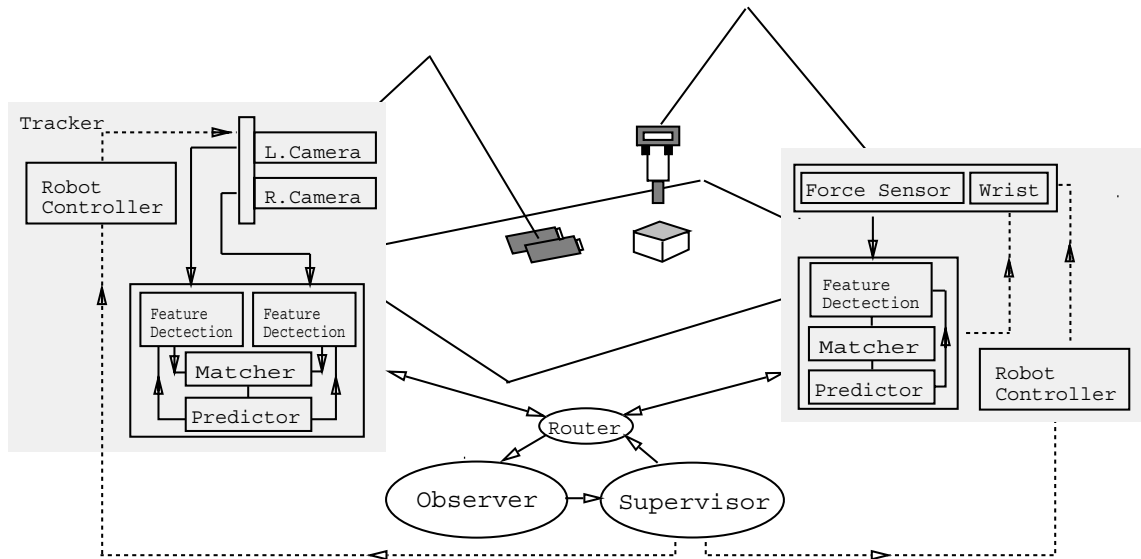 Tracker
L.Camera
R.Camera
Robot
Controller
Feature
Dectection
Feature
Dectection
Matcher
Predictor
Force Sensor
Wrist
Feature
Dectection
Matcher
Predictor
Robot
Controller
Router
Observer
Supervisor